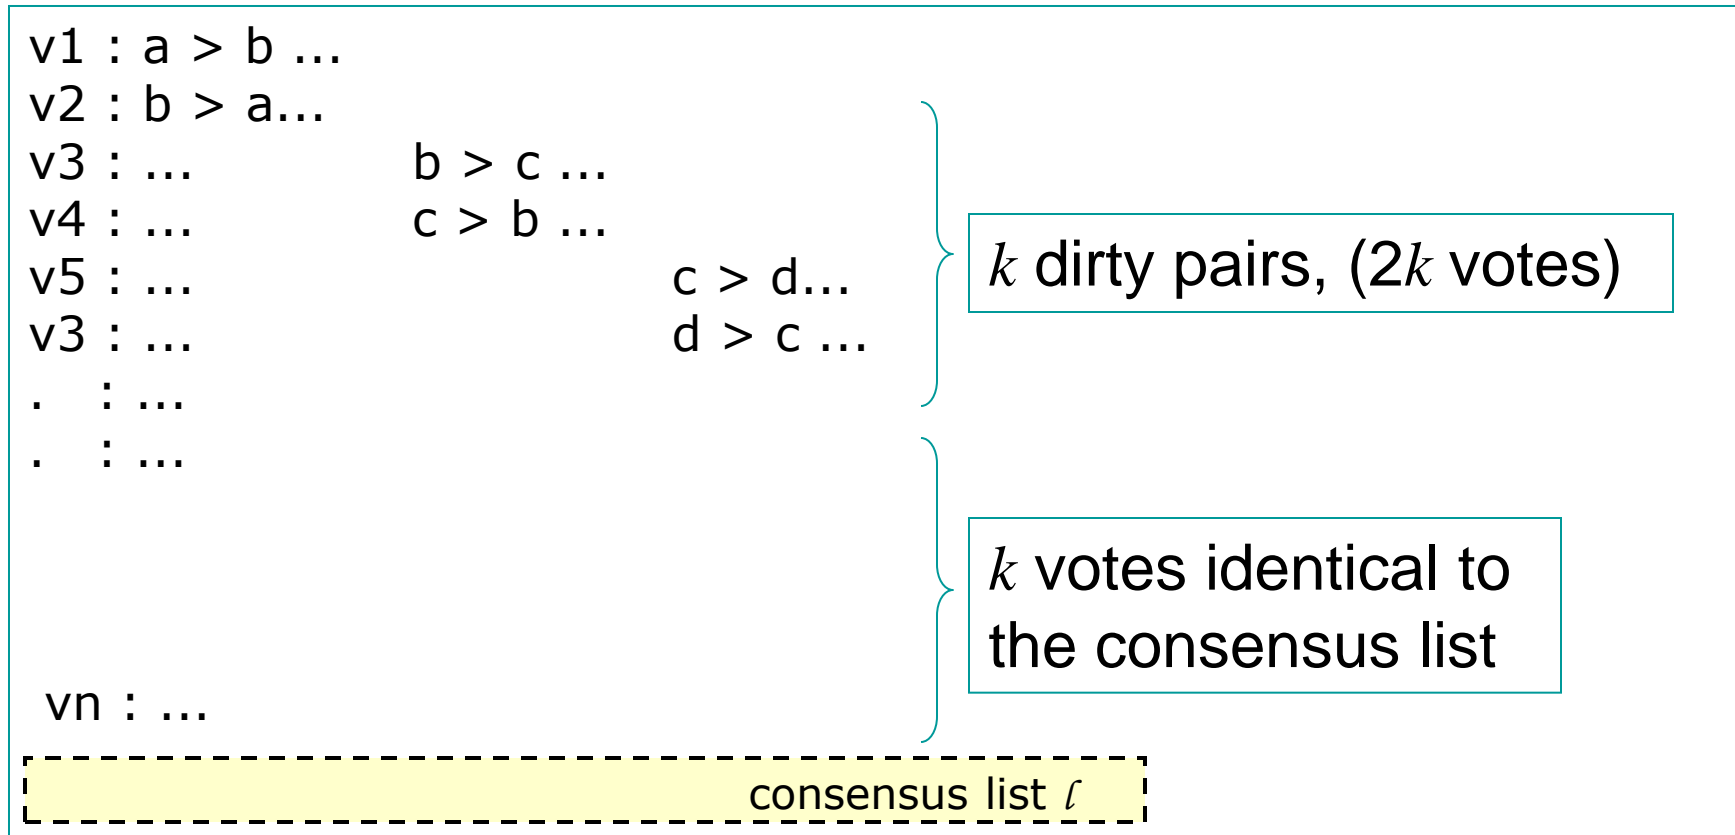 v1 : a > b ...
v2 : b > a...
v3 : ... b > c ...
v4 : ... c > b ...
v5 : ... c > d...
v3 : ... d > c ...
. : ...
. : ...
vn : ...
k dirty pairs, (2k votes)
k votes identical to
the consensus list
consensus list l